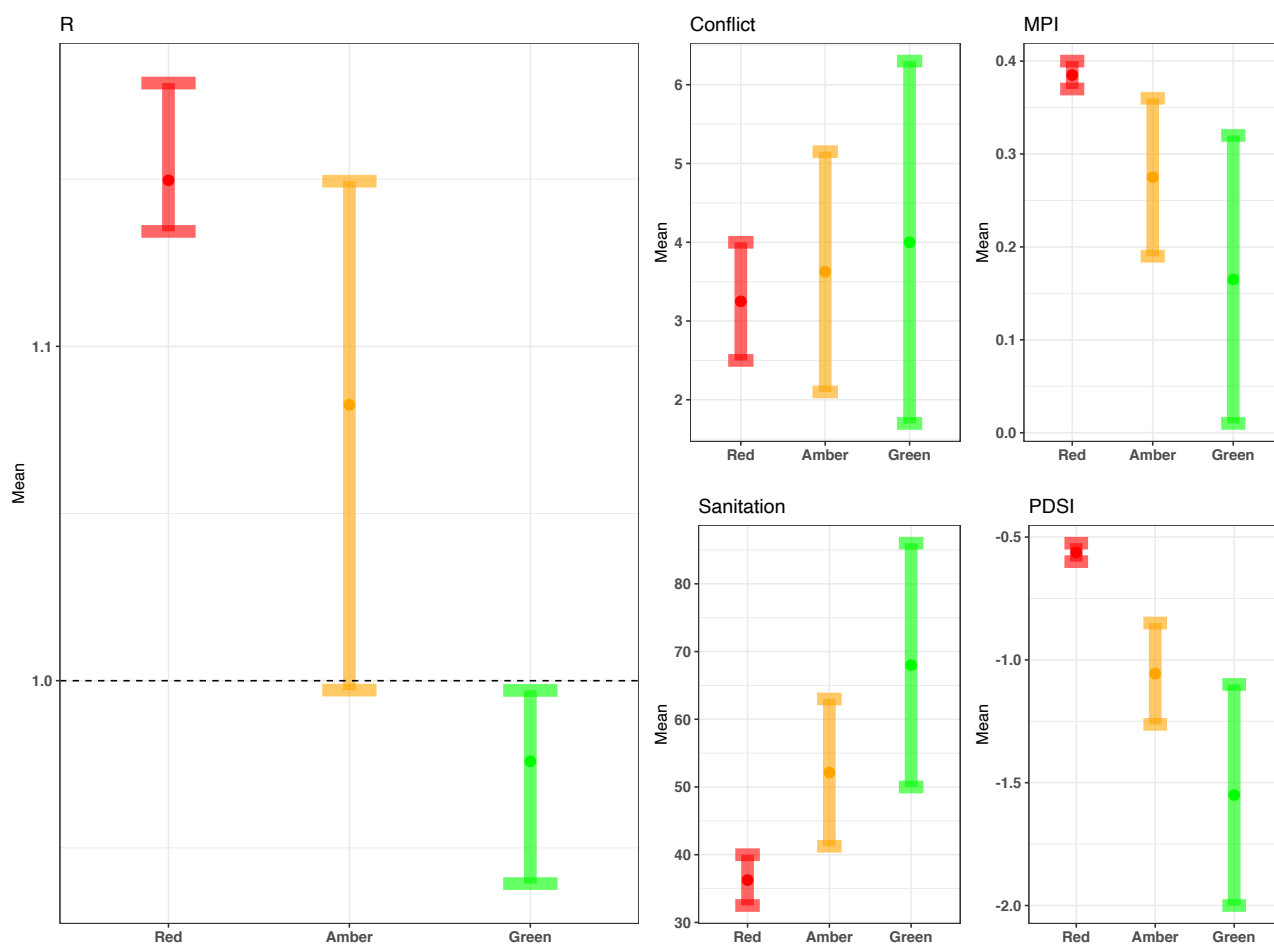 R
Mean
1.1
1.0
Red Amber Green
Conflict
Mean
6
5
4
3
2
Red Amber Green
MPI
Mean
0.4
0.3
0.2
0.1
0.0
Red Amber Green
Sanitation
Mean
80
70
60
50
40
30
Red Amber Green
PDSI
Mean
-0.5
-1.0
-1.5
-2.0
Red Amber Green